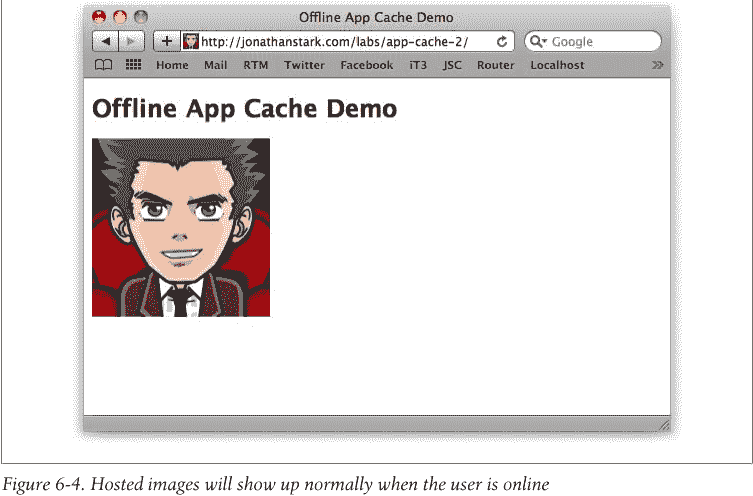 Offline App Cache Demo
http://jonathanstark.com/labs/app-cache-2/
Google
Home Mail RTM Twitter Facebook iT3 JSC Router Localhost
Offline App Cache Demo
Figure 6-4. Hosted images will show up normally when the user is online